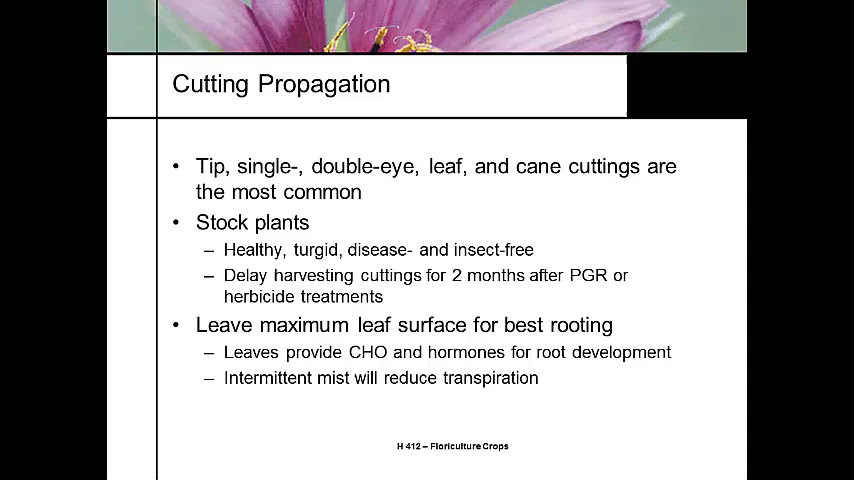 Cutting Propagation
• Tip, single-, double-eye, leaf, and cane cuttings are
the most common
• Stock plants
– Healthy, turgid, disease- and insect-free
– Delay harvesting cuttings for 2 months after PGR or
herbicide treatments
• Leave maximum leaf surface for best rooting
– Leaves provide CHO and hormones for root development
– Intermittent mist will reduce transpiration
H 412 – Floriculture Crops